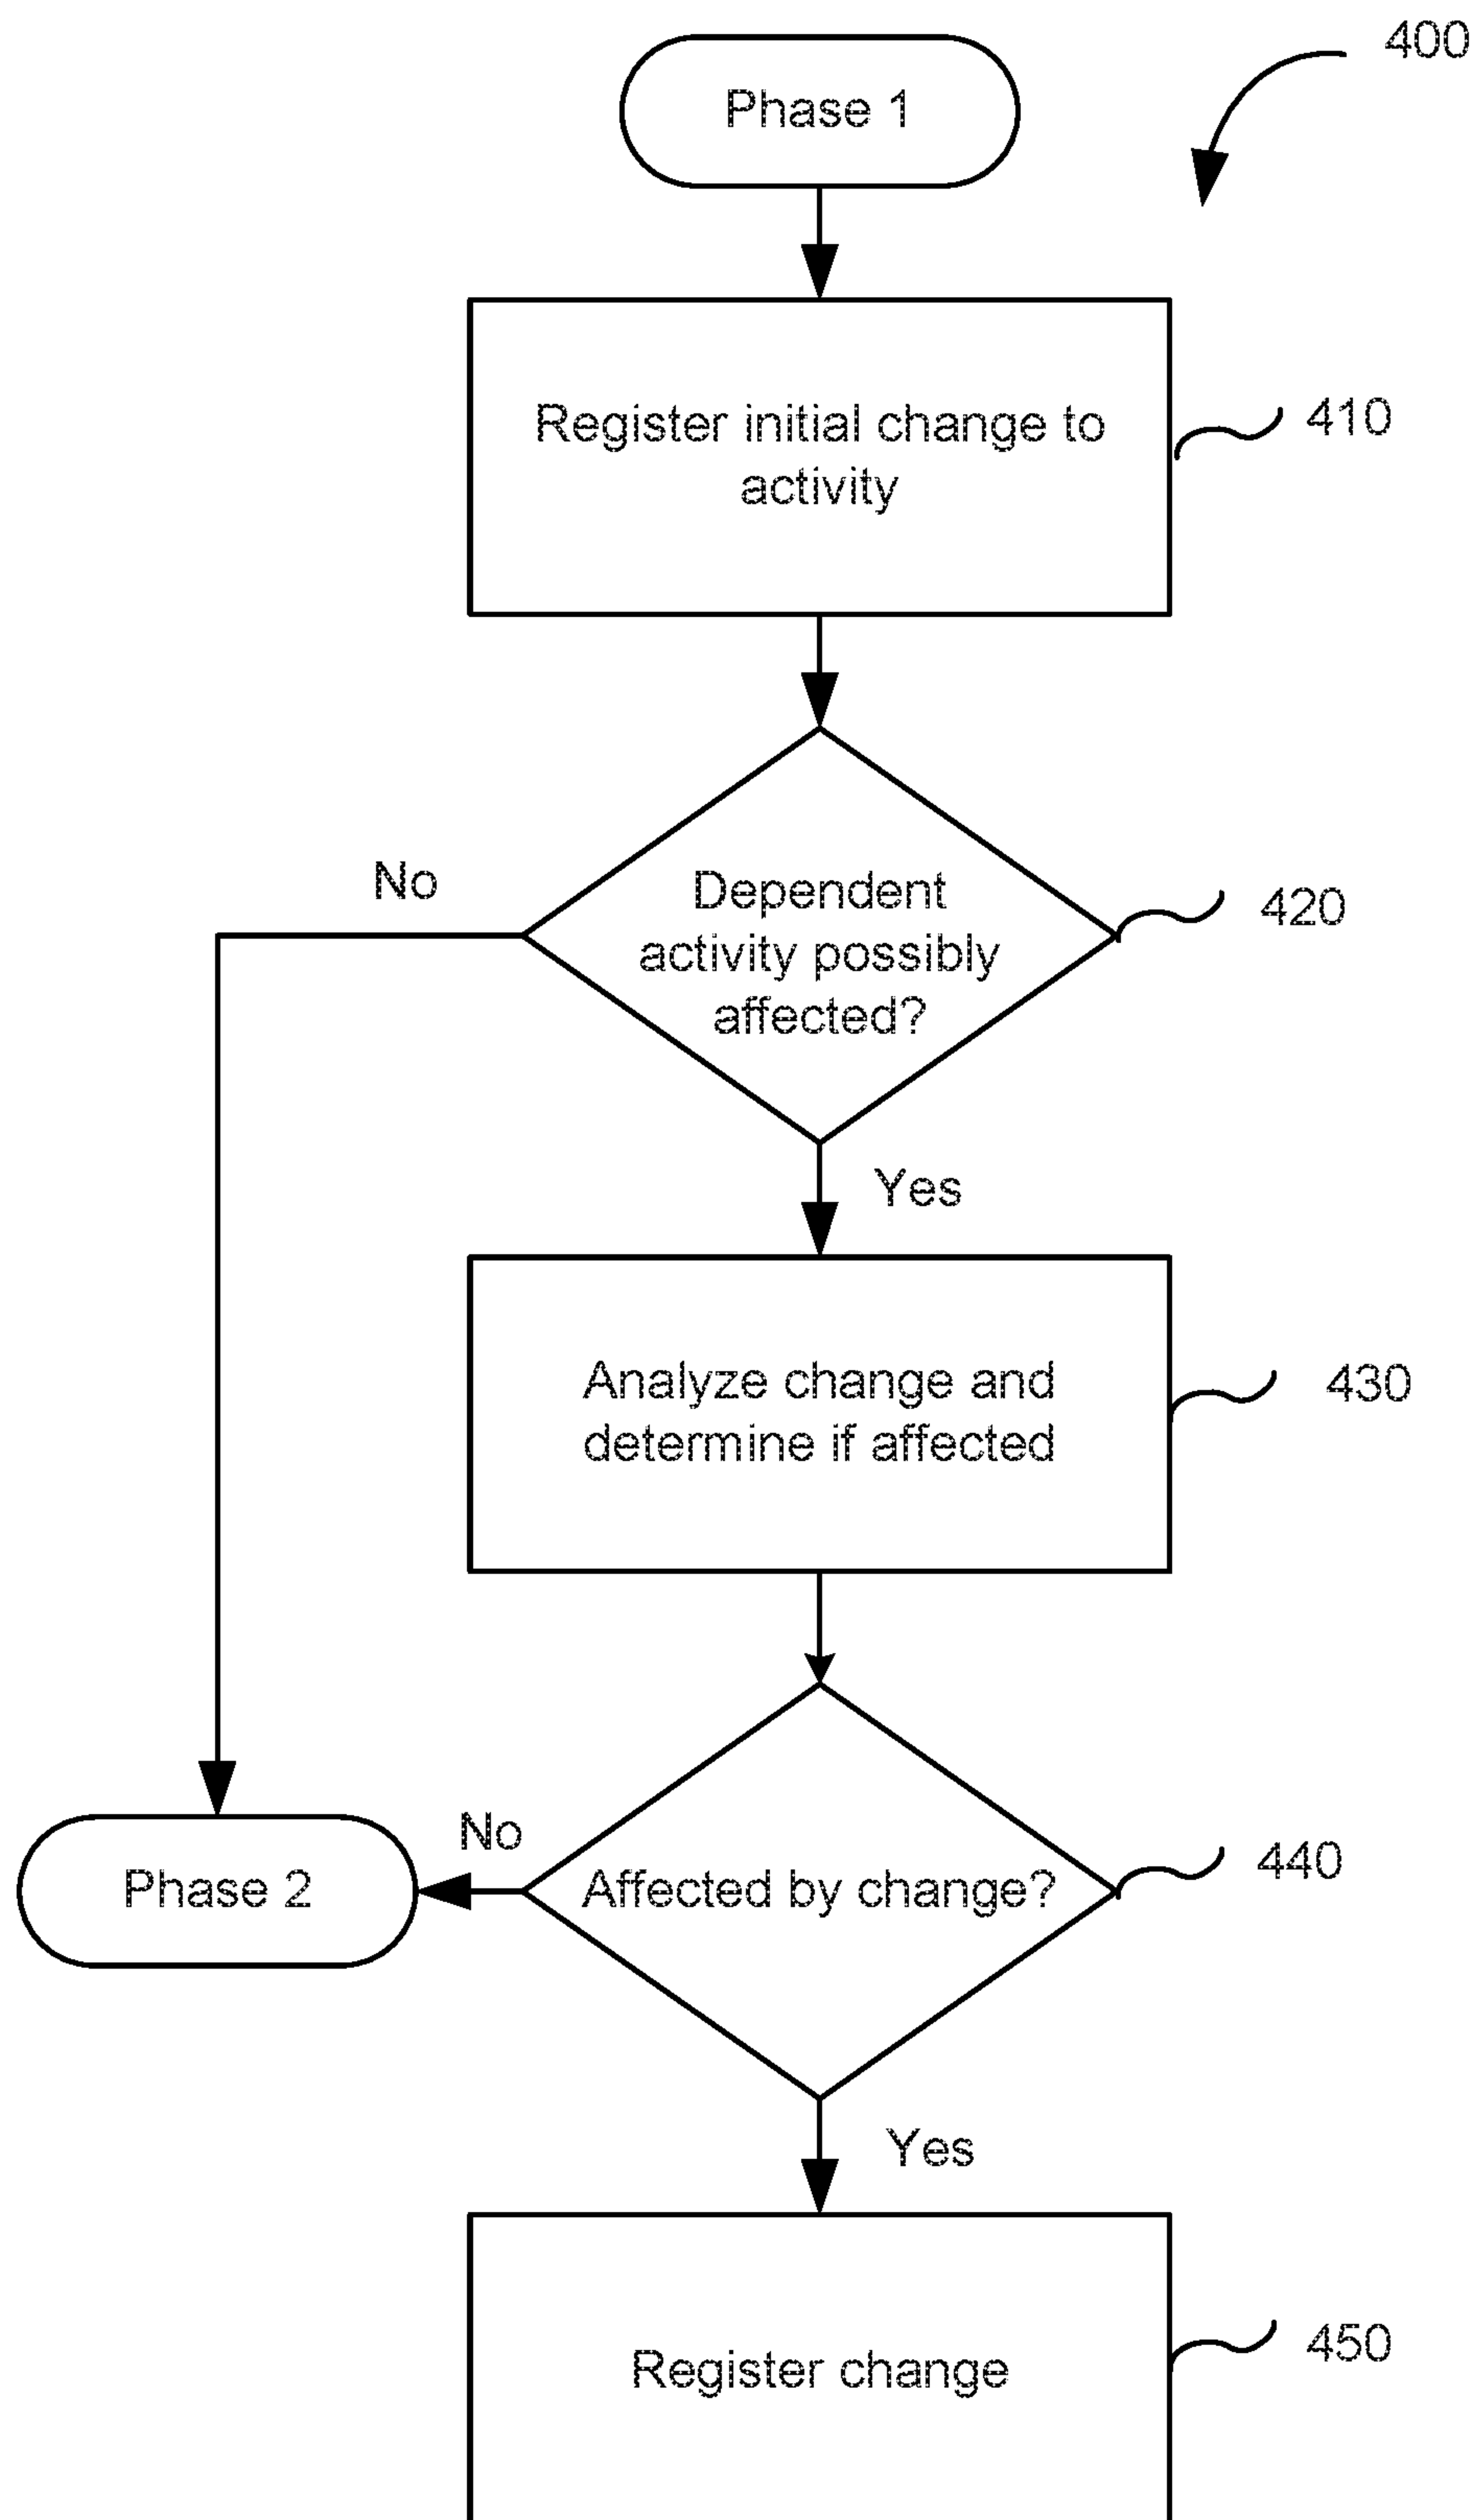 400
Phase 1
Register initial change to
activity
410
No
Dependent
activity possibly
affected?
420
Yes
Analyze change and
determine if affected
430
No
Phase 2
Affected by change?
440
Yes
Register change
450